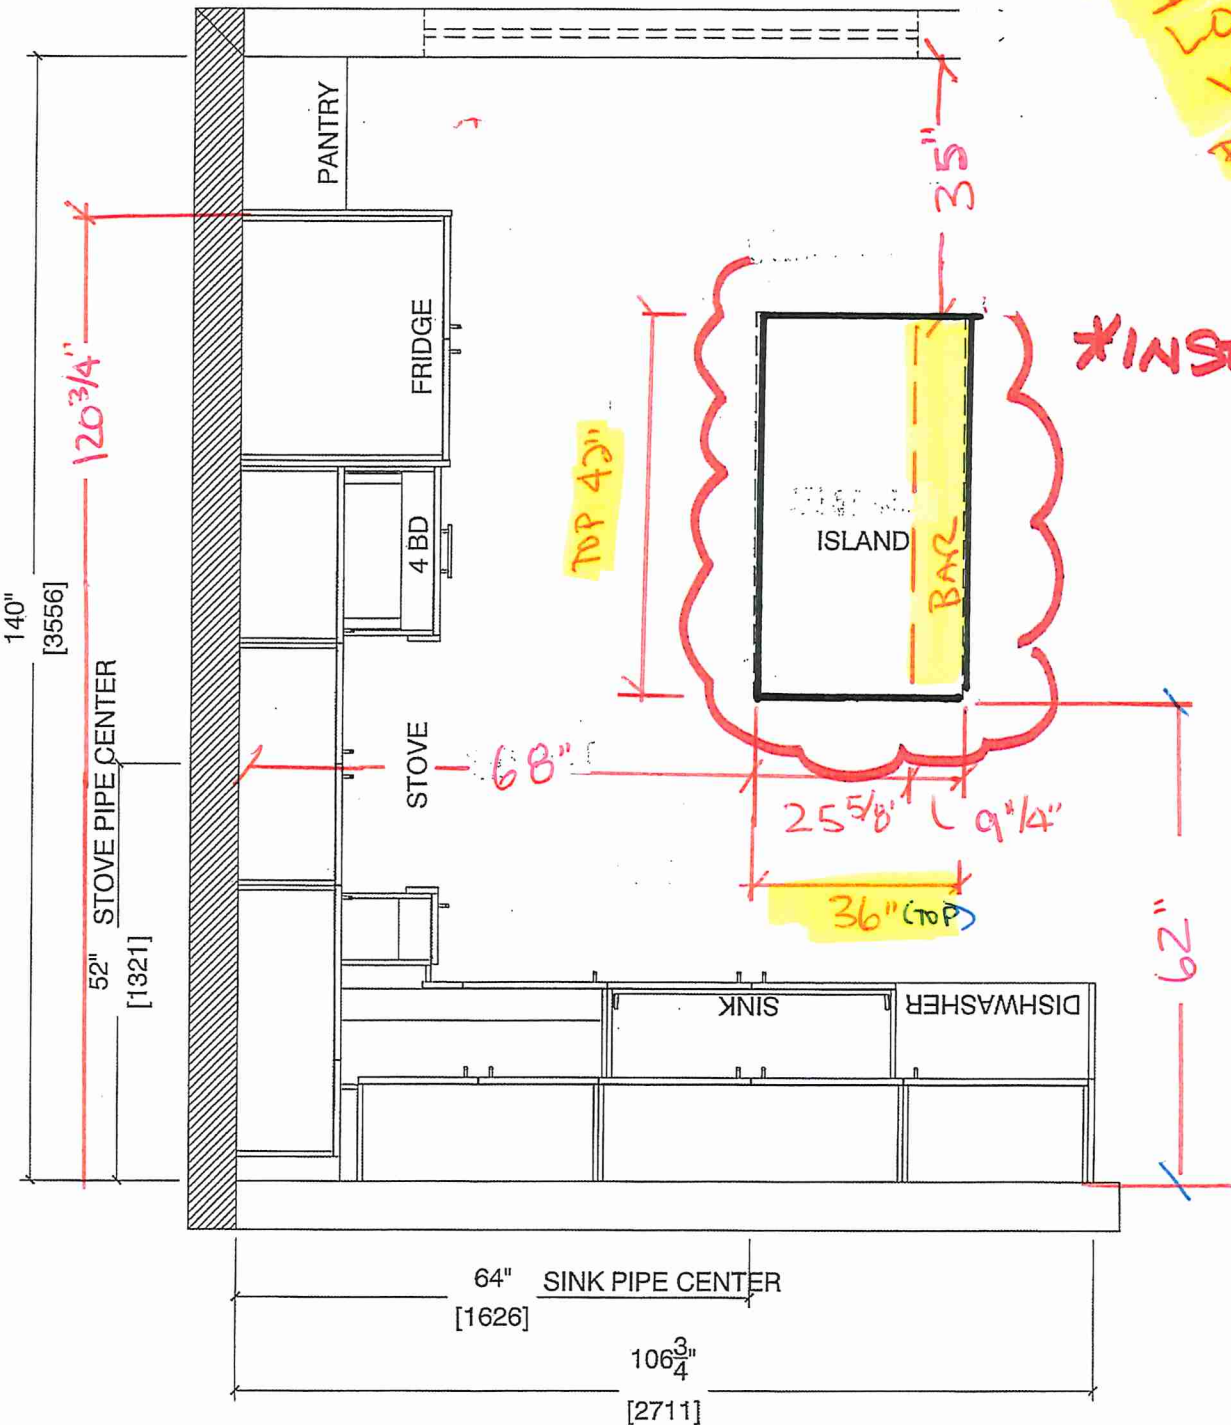 PANTRY
35"
120 3/4"
FRIDGE
*INS
TOP 42"
4 BD
ISLAND
BAR
140"
[3556]
52" STOVE PIPE CENTER
[1321]
STOVE
68"
25 5/8"
9"/4"
36" (TOP)
62"
SINK
DISHWASHER
64" SINK PIPE CENTER
[1626]
106 3/4"
[2711]